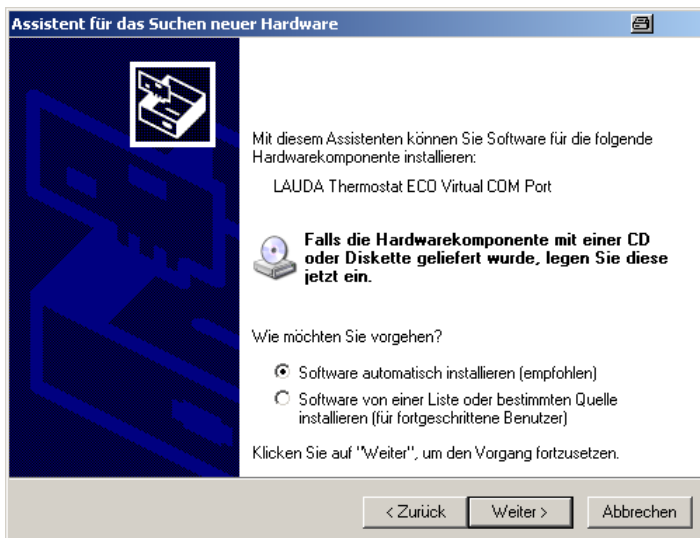 Assistent für das Suchen neuer Hardware
Mit diesem Assistenten können Sie Software für die folgende
Hardwarekomponente installieren:
LAUDA Thermostat ECO Virtual COM Port
Falls die Hardwarekomponente mit einer CD
oder Diskette geliefert wurde, legen Sie diese
jetzt ein.
Wie möchten Sie vorgehen?
Software automatisch installieren (empfohlen)
Software von einer Liste oder bestimmten Quelle
installieren (für fortgeschrittene Benutzer)
Klicken Sie auf "Weiter", um den Vorgang fortzusetzen.
< Zurück Weiter > Abbrechen